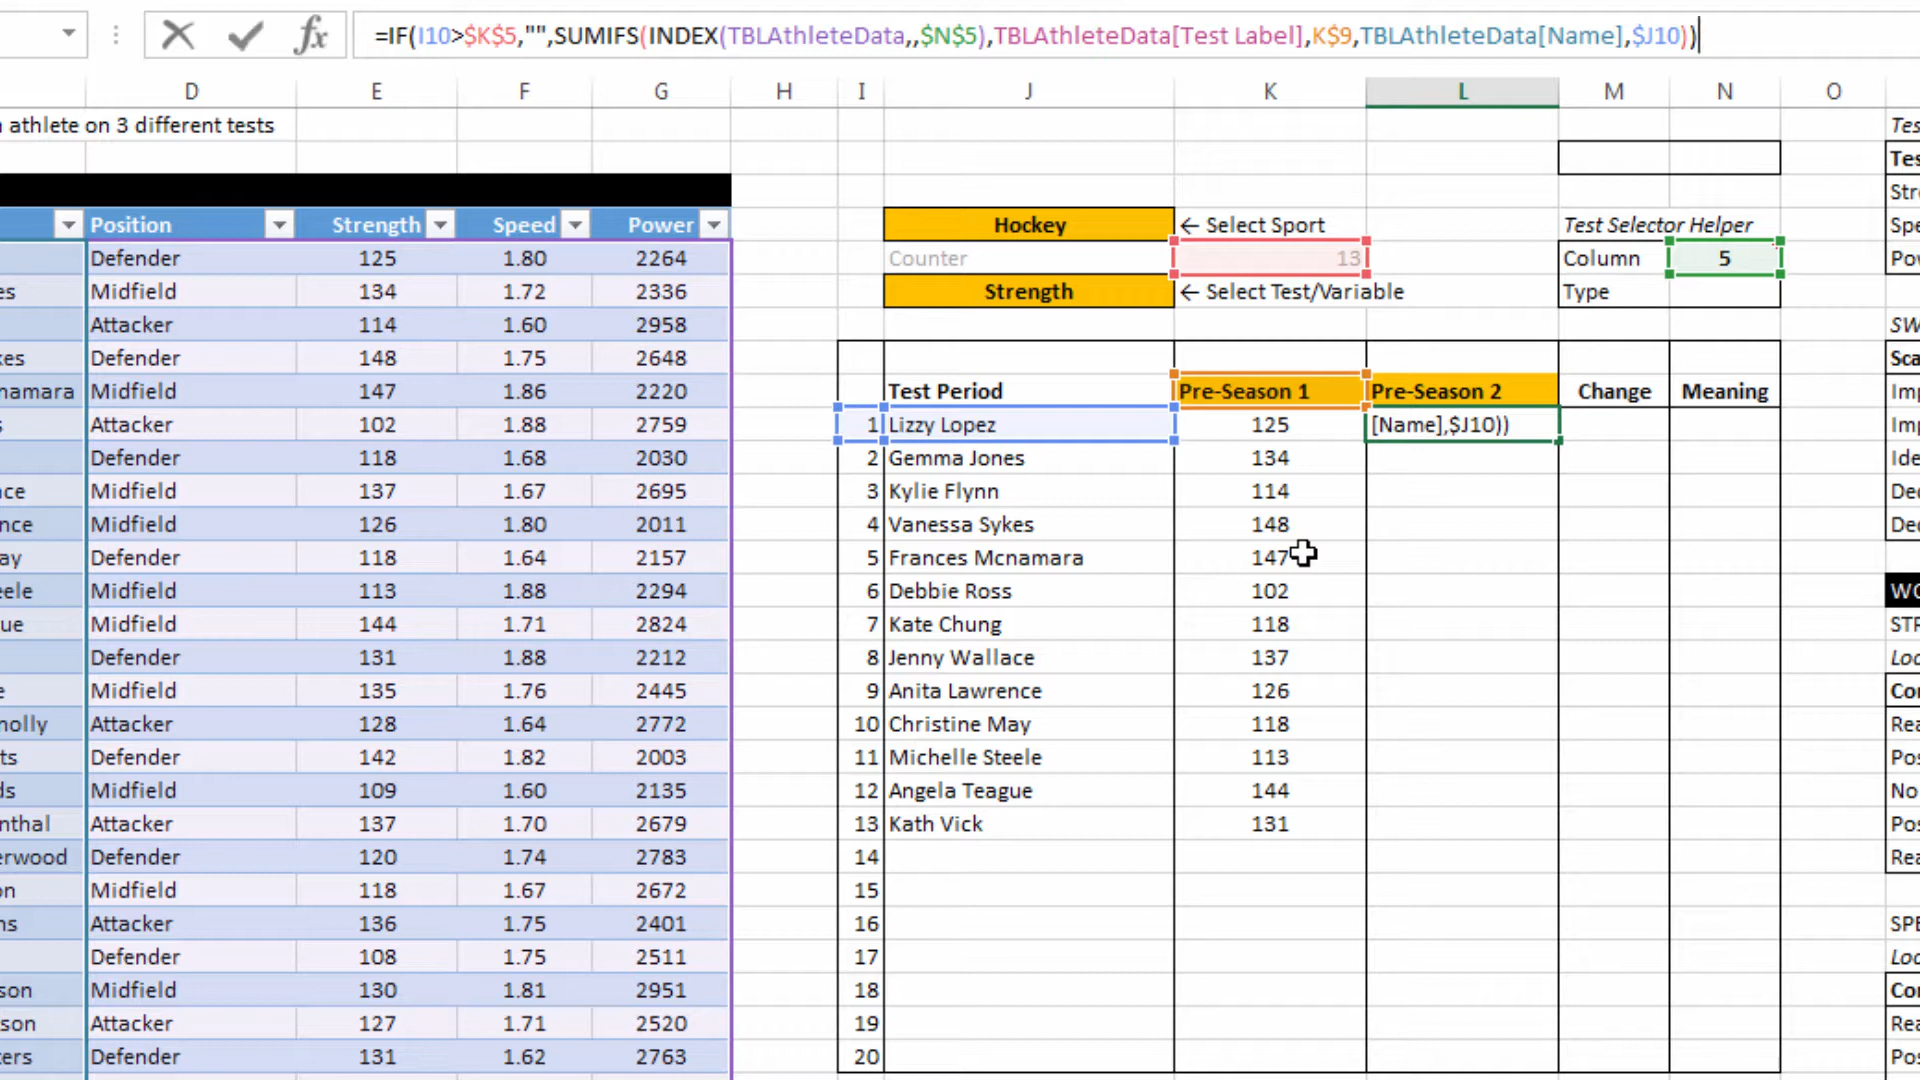 =IF(I10>$K$5,"",SUMIFS(INDEX(TBLAthleteData,,$N$5),TBLAthleteData[Test Label],K$9,TBLAthleteData[Name],$J10))
D E F G H I J K L M N O
athlete on 3 different tests
Hockey ← Select Sport
Counter 13
Strength ← Select Test/Variable
Test Selector Helper
Column 5
Type
Position Strength Speed Power
Defender 125 1.80 2264
Midfield 134 1.72 2336
Attacker 114 1.60 2958
Defender 148 1.75 2648
namara Midfield 147 1.86 2220
Attacker 102 1.88 2759
Defender 118 1.68 2030
Midfield 137 1.67 2695
Midfield 126 1.80 2011
Defender 118 1.64 2157
Midfield 113 1.88 2294
Midfield 144 1.71 2824
Defender 131 1.88 2212
Midfield 135 1.76 2445
nolly Attacker 128 1.64 2772
Defender 142 1.82 2003
Midfield 109 1.60 2135
nthal Attacker 137 1.70 2679
erwood Defender 120 1.74 2783
Midfield 118 1.67 2672
Attacker 136 1.75 2401
Defender 108 1.75 2511
son Midfield 130 1.81 2951
son Attacker 127 1.71 2520
ters Defender 131 1.62 2763
Test Period Pre-Season 1 Pre-Season 2 Change Meaning
1 Lizzy Lopez 125 [Name],$J10))
2 Gemma Jones 134
3 Kylie Flynn 114
4 Vanessa Sykes 148
5 Frances Mcnamara 147
6 Debbie Ross 102
7 Kate Chung 118
8 Jenny Wallace 137
9 Anita Lawrence 126
10 Christine May 118
11 Michelle Steele 113
12 Angela Teague 144
13 Kath Vick 131
14
15
16
17
18
19
20